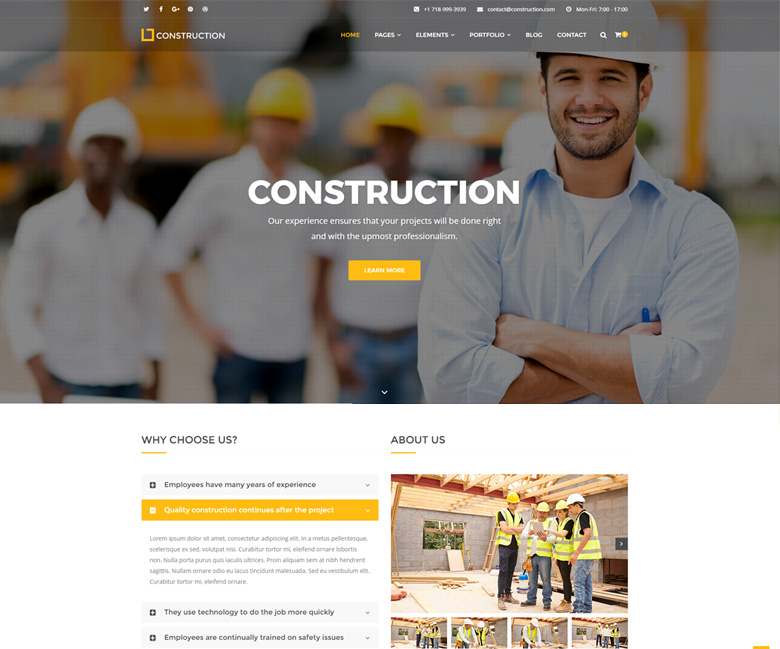 +1 718-999-3939 contact@construction.com Mon-Fri: 7:00 - 17:00
CONSTRUCTION HOME PAGES ELEMENTS PORTFOLIO BLOG CONTACT
CONSTRUCTION
Our experience ensures that your projects will be done right
and with the upmost professionalism.
LEARN MORE
WHY CHOOSE US?
Employees have many years of experience
Quality construction continues after the project
Lorem ipsum dolor sit amet, consectetur adipiscing elit. In a metus pellentesque,
scelerisque ex sed, volutpat nisi. Curabitur tortor mi, eleifend ornare lobortis
non. Nulla porta purus quis iaculis ultrices. Proin aliquam sem at nibh hendrerit
sagittis. Nullam ornare odio eu lacus tincidunt malesuada. Sed eu vestibulum elit.
Curabitur tortor mi, eleifend ornare.
They use technology to do the job more quickly
Employees are continually trained on safety issues
ABOUT US